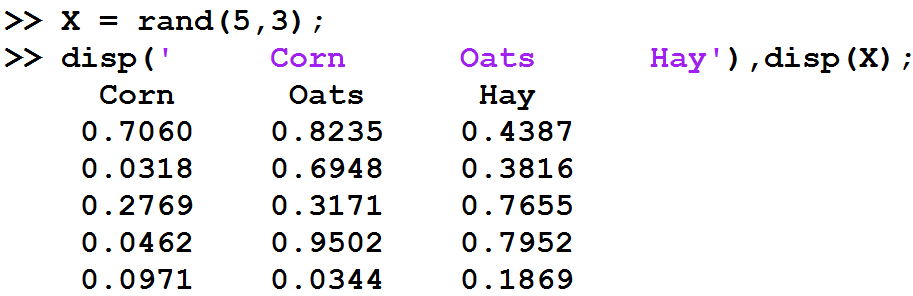 >> X = rand(5,3);
>> disp('     Corn      Oats      Hay'),disp(X);
     Corn      Oats      Hay
    0.7060    0.8235    0.4387
    0.0318    0.6948    0.3816
    0.2769    0.3171    0.7655
    0.0462    0.9502    0.7952
    0.0971    0.0344    0.1869